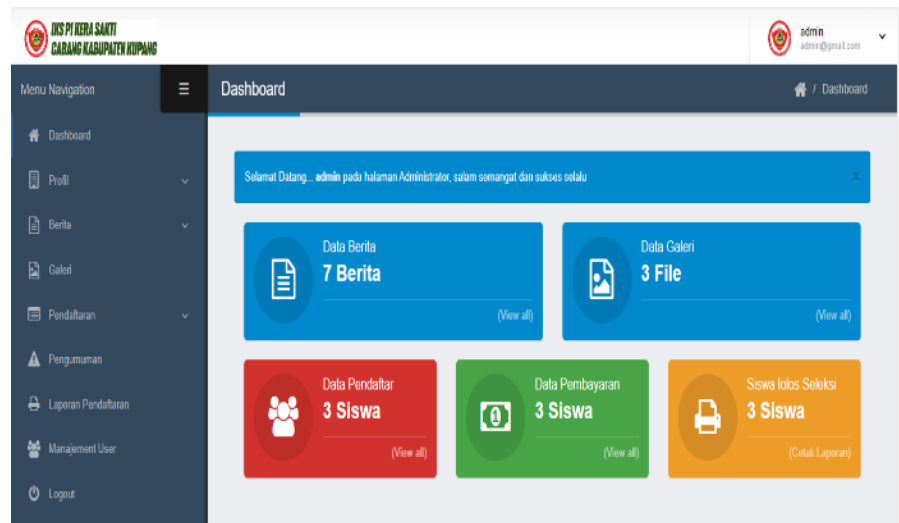 IKS PI KERA SAKTI
CABANG KABUPATEN KUPANG
admin
admin@gmail.com
Menu Navigation
Dashboard
/ Dashboard
Dashboard
Profil
Berita
Galeri
Pendaftaran
Pengumuman
Laporan Pendaftaran
Manajement User
Logout
Selamat Datang... admin pada halaman Administrator, salam semangat dan sukses selalu
x
Data Berita
7 Berita
(View all)
Data Galeri
3 File
(View all)
Data Pendaftar
3 Siswa
(View all)
Data Pembayaran
3 Siswa
(View all)
Siswa lolos Seleksi
3 Siswa
(Cetak Laporan)